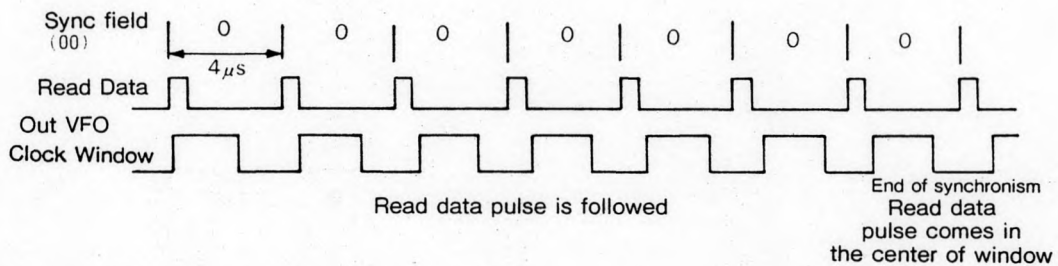 Sync field
(00)
0 0 0 0 0 0 0
4μs
Read Data
Out VFO
Clock Window
Read data pulse is followed
End of synchronism
Read data
pulse comes in
the center of window